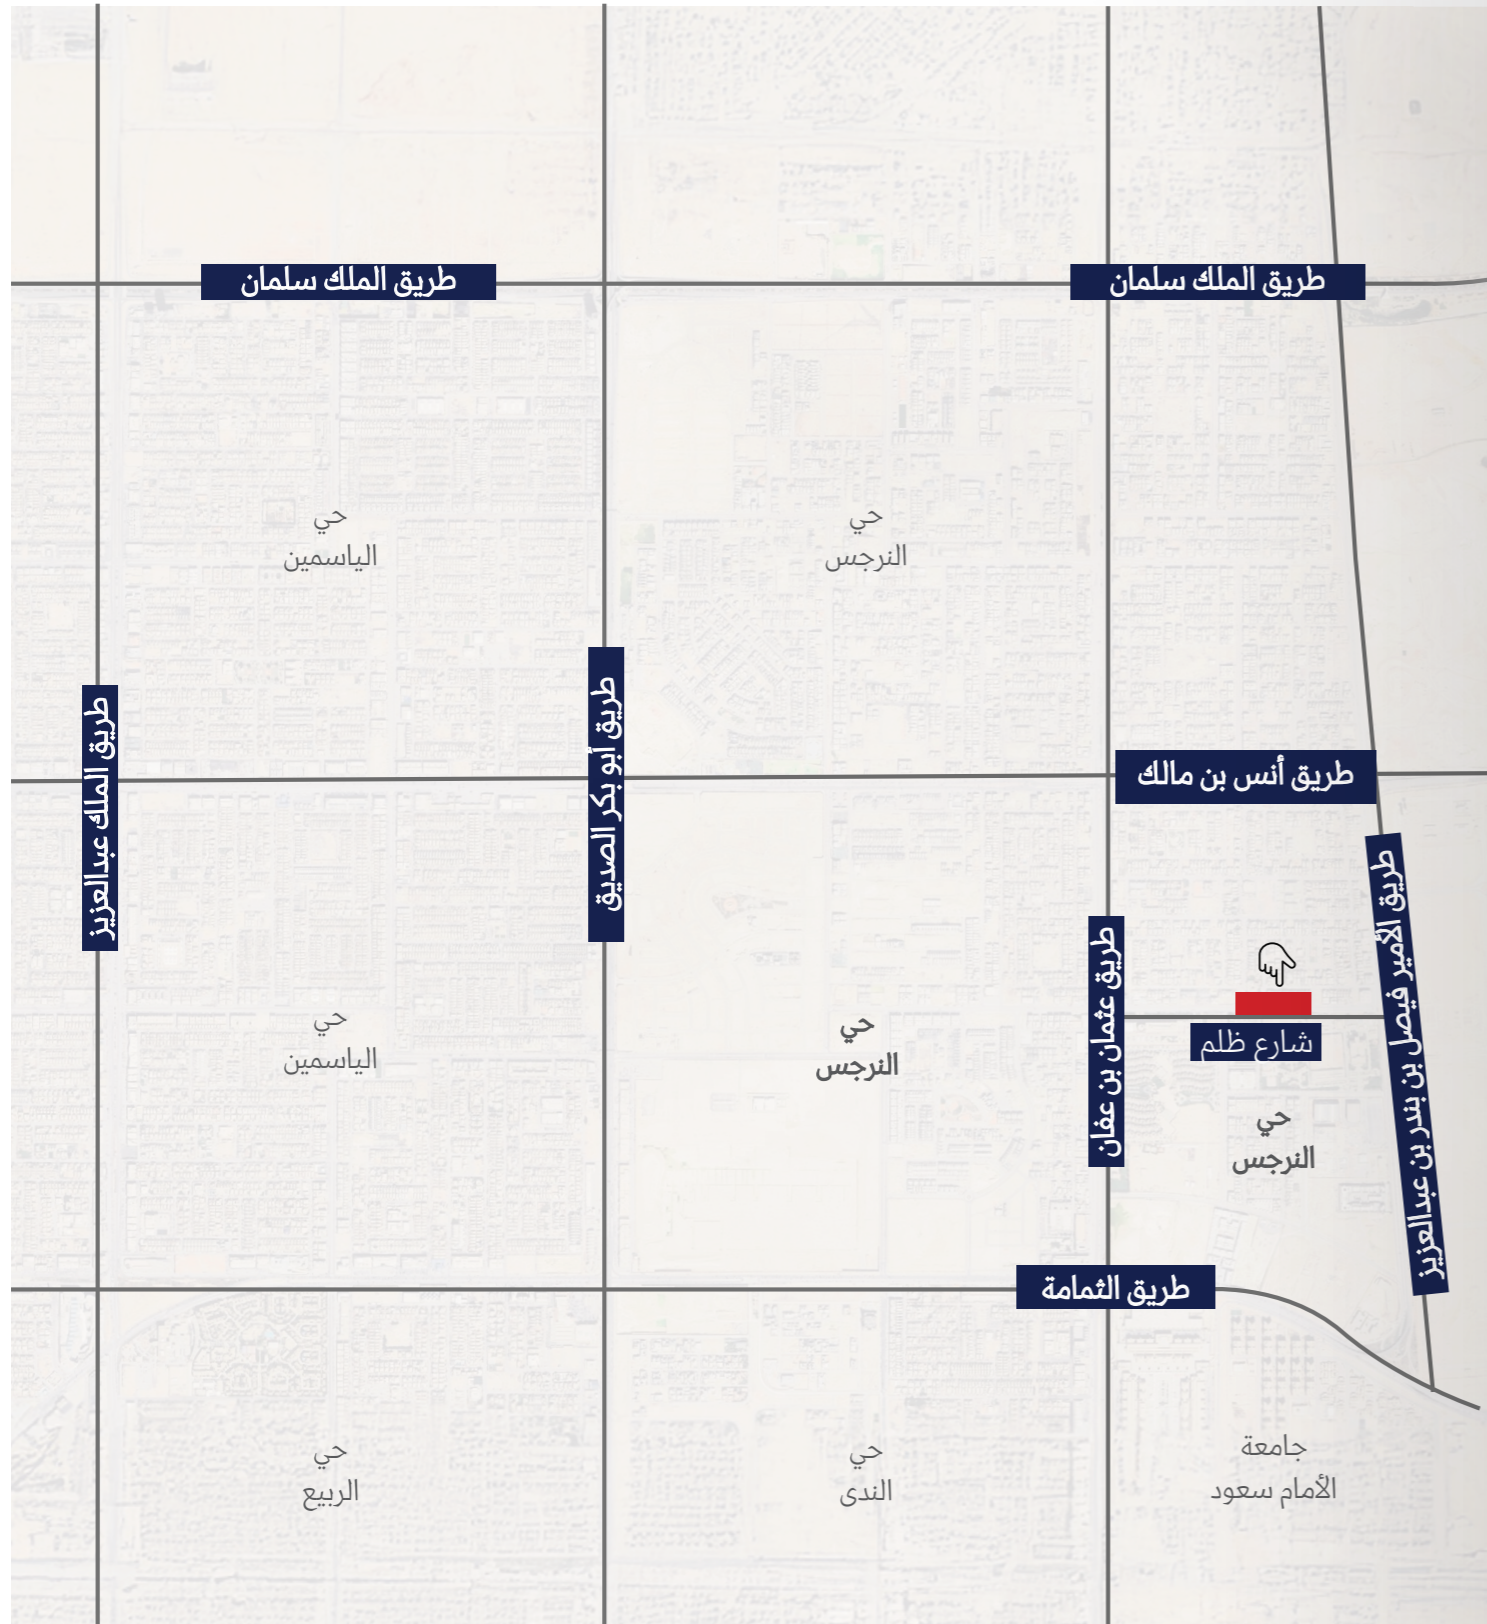 طريق الملك سلمان
طريق الملك سلمان
حي
النرجس
حي
الياسمين
طريق أنس بن مالك
طريق أبو بكر الصديق
طريق الملك عبدالعزيز
طريق الأمير فيصل بن بندر بن عبدالعزيز
طريق عثمان بن عفان
شارع ظلم
حي
النرجس
حي
النرجس
حي
الياسمين
طريق الثمامة
جامعة
الأمام سعود
حي
الندى
حي
الربيع